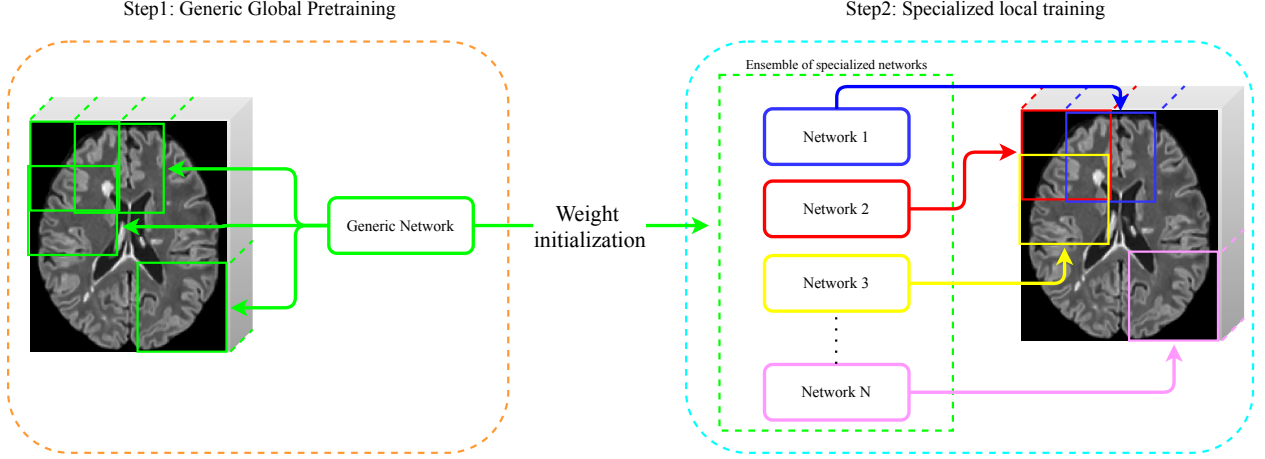 Step1: Generic Global Pretraining
Generic Network
Weight
initialization
Step2: Specialized local training
Ensemble of specialized networks
Network 1
Network 2
Network 3
Network N